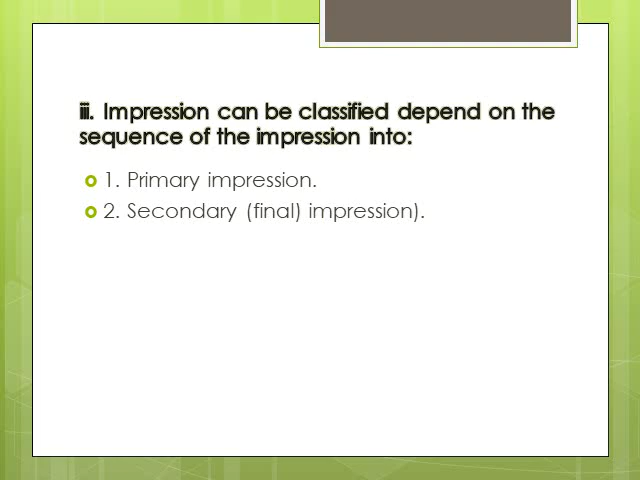 iii. Impression can be classified depend on the
sequence of the impression into:
1. Primary impression.
2. Secondary (final) impression).